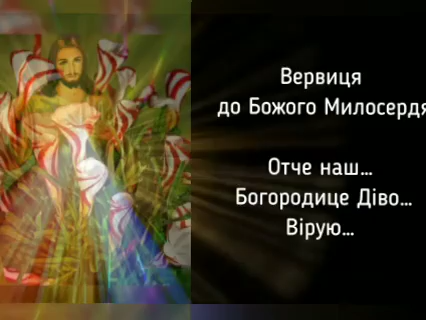 Вервиця
до Божого Милосердя
Отче наш...
Богородице Діво...
Вірую...